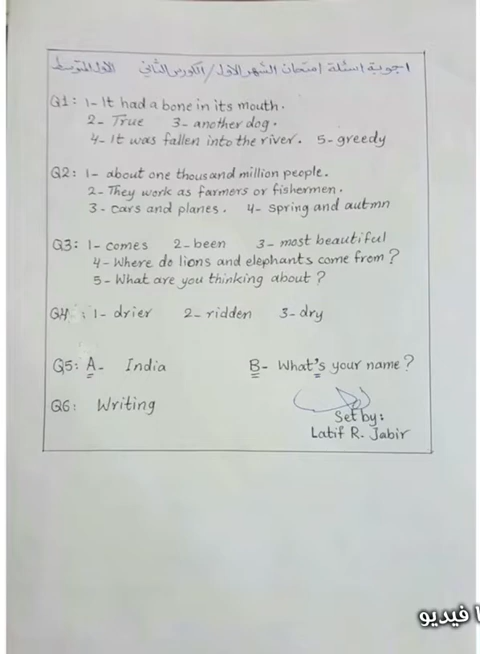 اجوبة اسئلة امتحان الشهر الاول / الكورس الثاني الاول المتوسط
Q1: 1- It had a bone in its mouth.
2- True 3- another dog.
4- It was fallen into the river. 5- greedy
Q2: 1- about one thousand million people.
2- They work as farmers or fishermen.
3- cars and planes. 4- spring and autmn
Q3: 1- comes 2- been 3- most beautiful
4- Where do lions and elephants come from?
5- What are you thinking about?
Q4: 1- drier 2- ridden 3- dry
Q5: A- India B- What's your name?
Q6: Writing
Set by:
Latif R. Jabir
فيديو